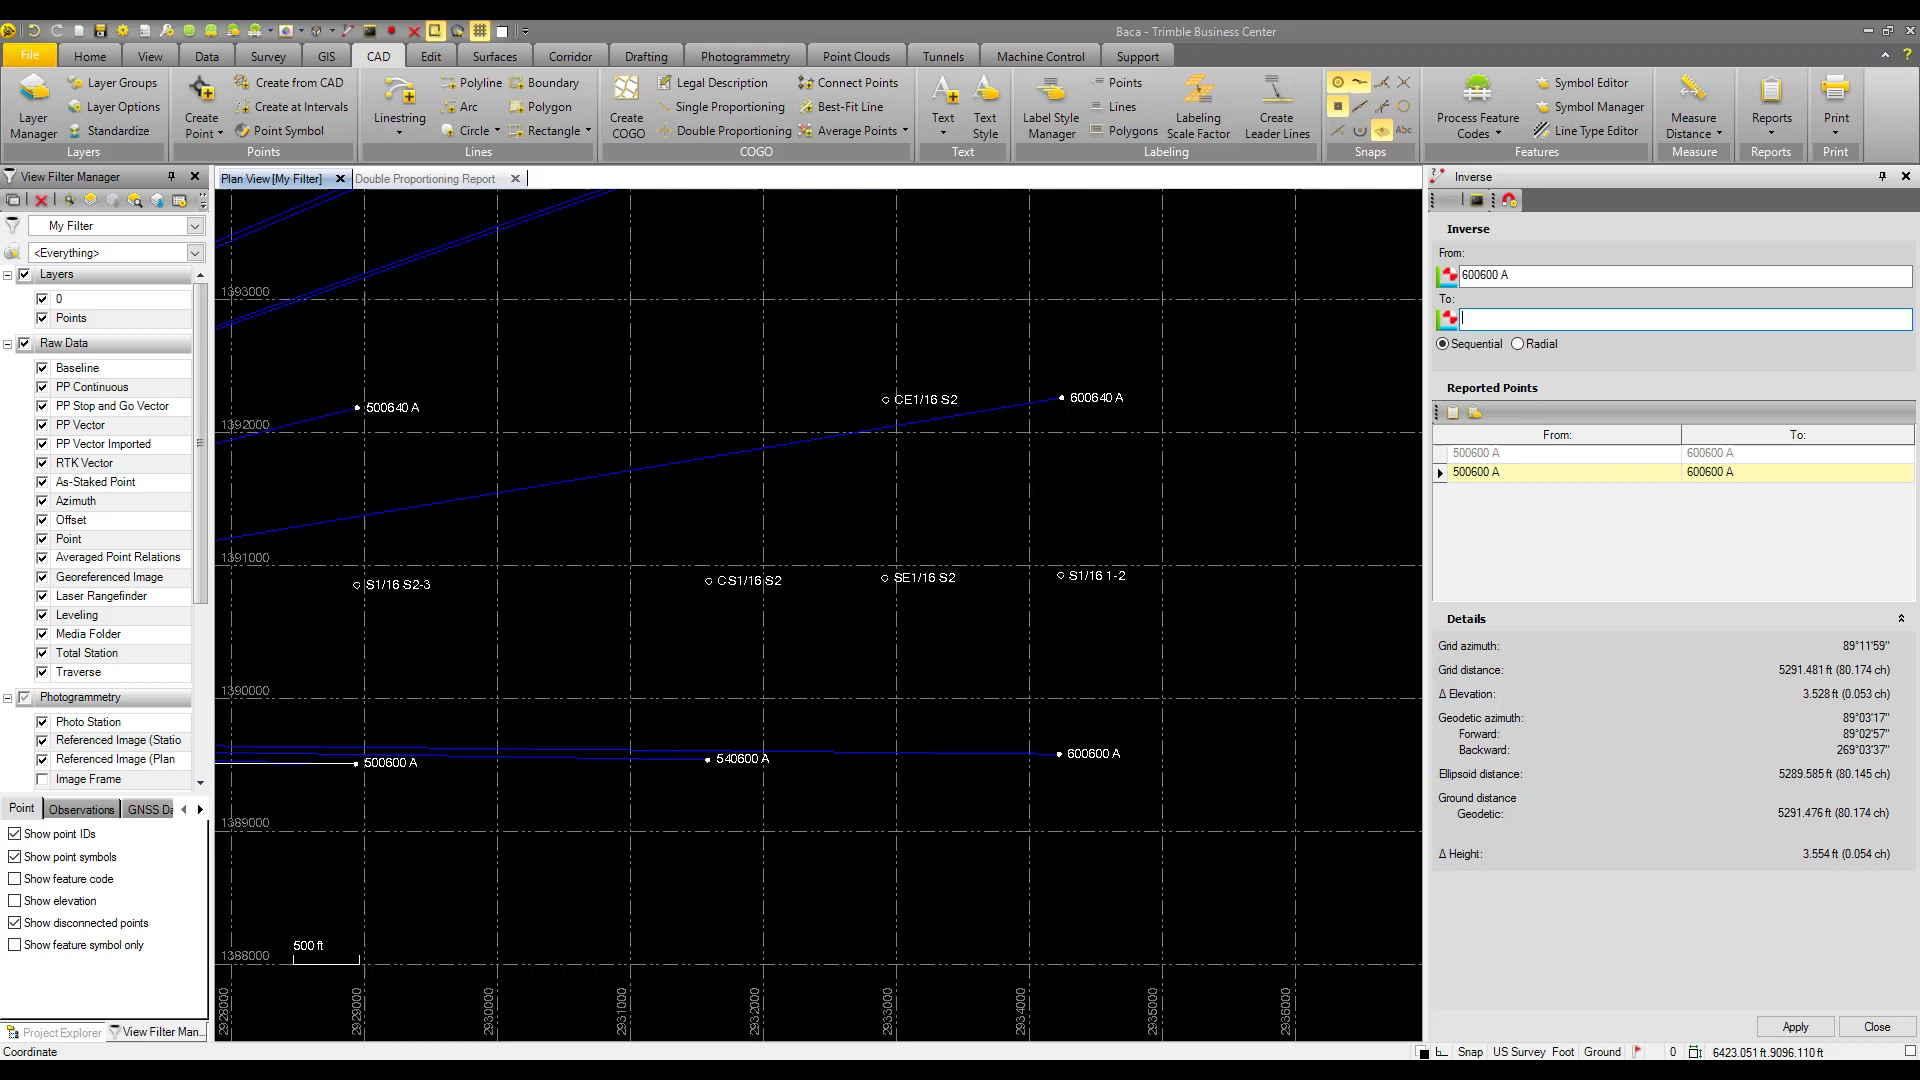 Baca - Trimble Business Center
File Home View Data Survey GIS CAD Edit Surfaces Corridor Drafting Photogrammetry Point Clouds Tunnels Machine Control Support
Layer Manager
Layer Groups
Layer Options
Standardize
Layers
Create Point
Create from CAD
Create at Intervals
Point Symbol
Points
Linestring
Polyline
Arc
Circle
Boundary
Polygon
Rectangle
Lines
Create COGO
Legal Description
Single Proportioning
Double Proportioning
Connect Points
Best-Fit Line
Average Points
COGO
Text
Text Style
Text
Label Style Manager
Points
Lines
Polygons
Labeling Scale Factor
Create Leader Lines
Labeling
Abc
Snaps
Process Feature Codes
Symbol Editor
Symbol Manager
Line Type Editor
Features
Measure Distance
Measure
Reports
Reports
Print
Print
View Filter Manager
My Filter
<Everything>
Layers
0
Points
Raw Data
Baseline
PP Continuous
PP Stop and Go Vector
PP Vector
PP Vector Imported
RTK Vector
As-Staked Point
Azimuth
Offset
Point
Averaged Point Relations
Georeferenced Image
Laser Rangefinder
Leveling
Media Folder
Total Station
Traverse
Photogrammetry
Photo Station
Referenced Image (Statio
Referenced Image (Plan
Image Frame
Point Observations GNSS Da
Show point IDs
Show point symbols
Show feature code
Show elevation
Show disconnected points
Show feature symbol only
Project Explorer View Filter Man...
Coordinate
Plan View [My Filter] Double Proportioning Report
1393000
1392000
1391000
1390000
1389000
1388000
500640 A
CE1/16 S2
600640 A
S1/16 S2-3
CS1/16 S2
SE1/16 S2
S1/16 1-2
500600 A
540600 A
600600 A
500 ft
2928000
2929000
2930000
2931000
2932000
2933000
2934000
2935000
2936000
Inverse
Inverse
From:
600600 A
To:
Sequential Radial
Reported Points
From: To:
500600 A 600600 A
500600 A 600600 A
Details
Grid azimuth: 89°11'59"
Grid distance: 5291.481 ft (80.174 ch)
Δ Elevation: 3.528 ft (0.053 ch)
Geodetic azimuth: 89°03'17"
Forward: 89°02'57"
Backward: 269°03'37"
Ellipsoid distance: 5289.585 ft (80.145 ch)
Ground distance
Geodetic: 5291.476 ft (80.174 ch)
Δ Height: 3.554 ft (0.054 ch)
Apply Close
Snap US Survey Foot Ground 0 6423.051 ft,9096.110 ft